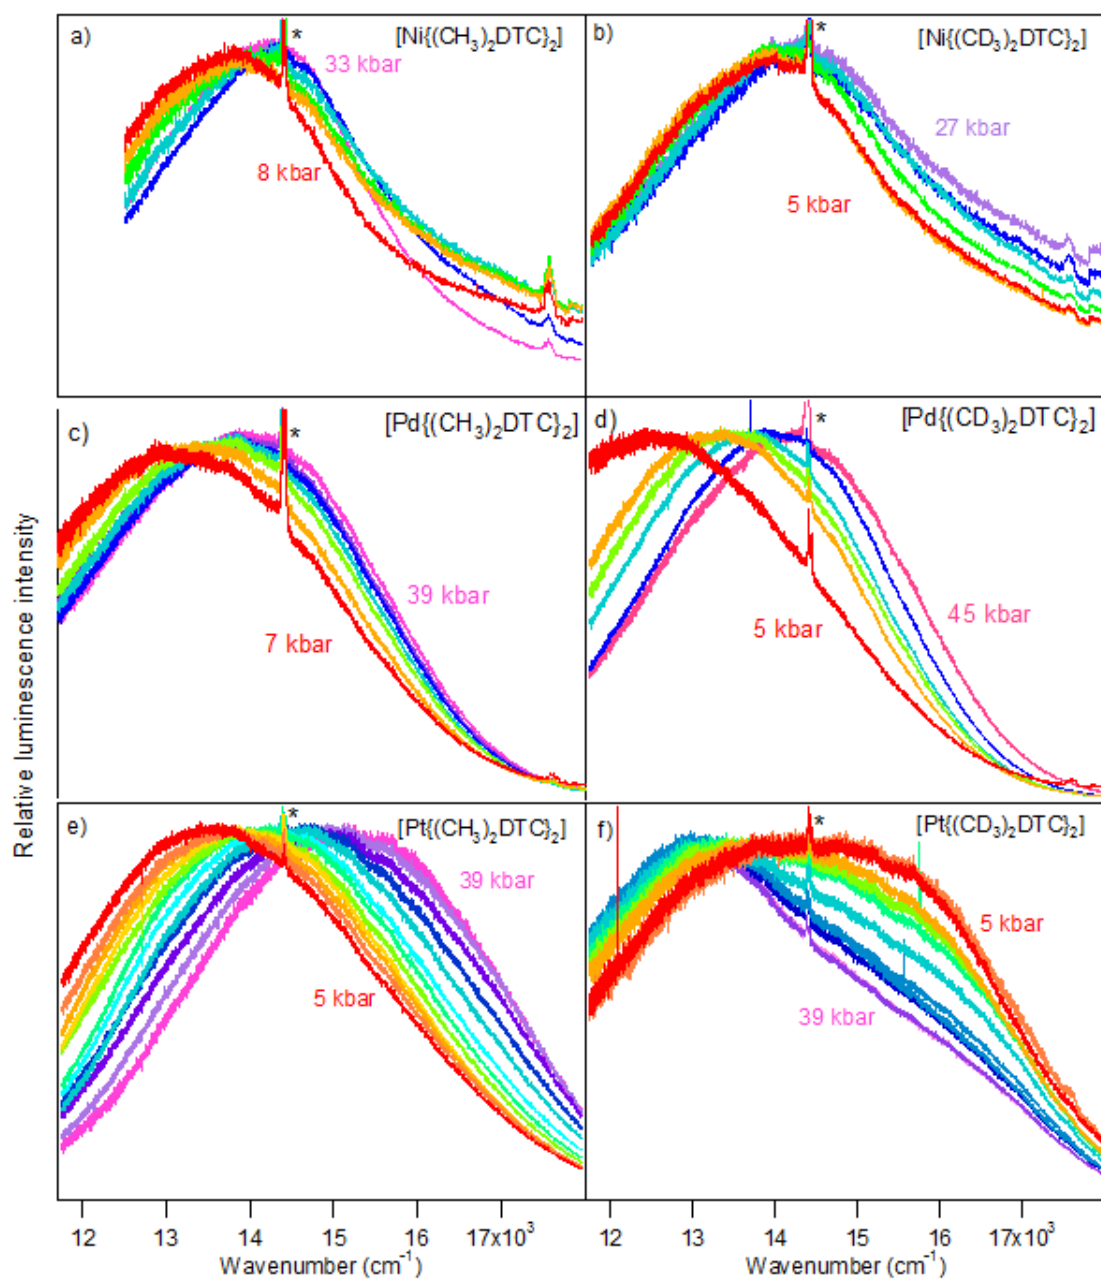 a)
*
[Ni{(CH₃)₂DTC}₂]
33 kbar
8 kbar
b)
*
[Ni{(CD₃)₂DTC}₂]
27 kbar
5 kbar
c)
*
[Pd{(CH₃)₂DTC}₂]
39 kbar
7 kbar
d)
*
[Pd{(CD₃)₂DTC}₂]
45 kbar
5 kbar
e)
*
[Pt{(CH₃)₂DTC}₂]
39 kbar
5 kbar
f)
*
[Pt{(CD₃)₂DTC}₂]
5 kbar
39 kbar
Relative luminescence intensity
12 13 14 15 16 17x10³
12 13 14 15 16 17x10³
Wavenumber (cm⁻¹)
Wavenumber (cm⁻¹)